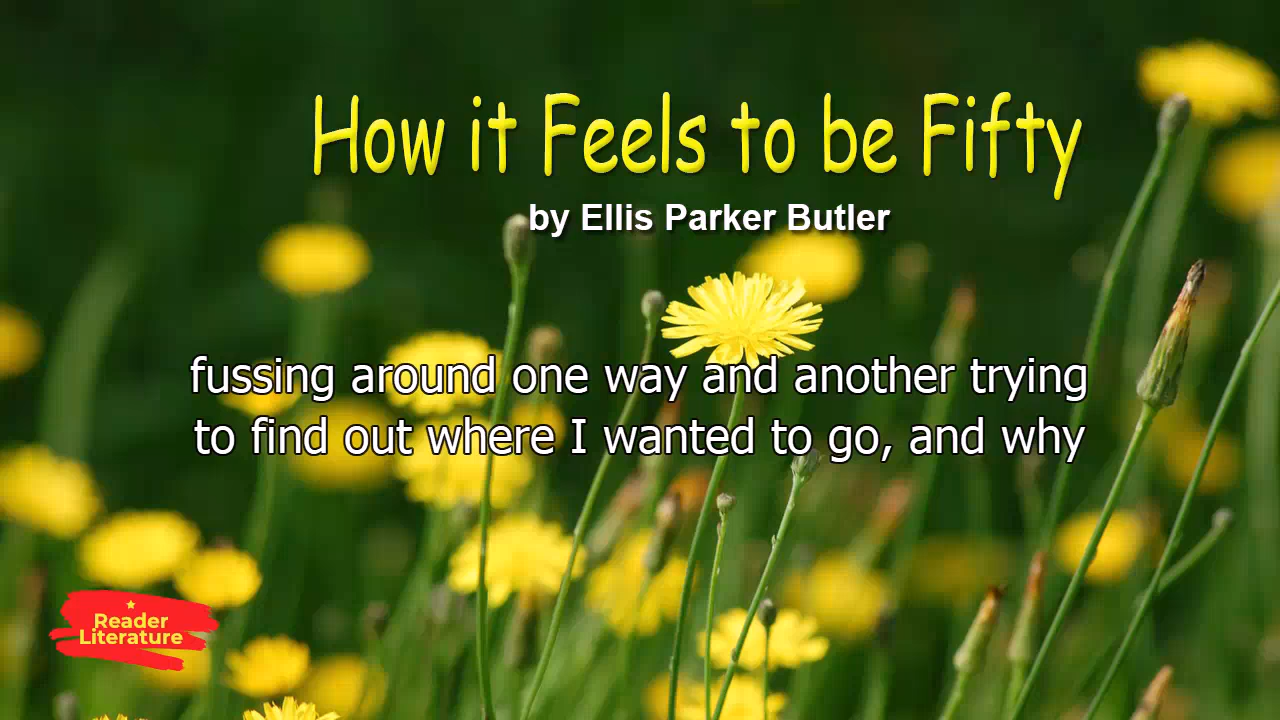 How it Feels to be Fifty
by Ellis Parker Butler
fussing around one way and another trying
to find out where I wanted to go, and why
Reader
Literature